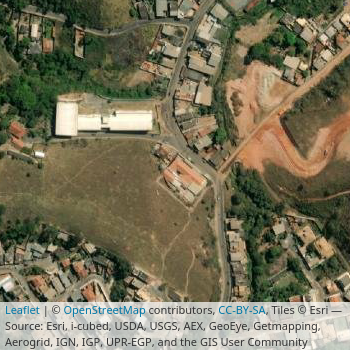 Leaflet | © OpenStreetMap contributors, CC-BY-SA, Tiles © Esri —
Source: Esri, i-cubed, USDA, USGS, AEX, GeoEye, Getmapping,
Aerogrid, IGN, IGP, UPR-EGP, and the GIS User Community